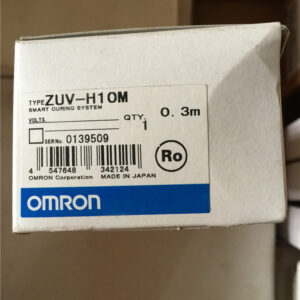 TYPE ZUV-H10M
SMART CURING SYSTEM
VOLTS. QTY. 0.3m
1
SER No. 0139509
Ro
4 547648 342124
OMRON Corporation MADE IN JAPAN
OMRON